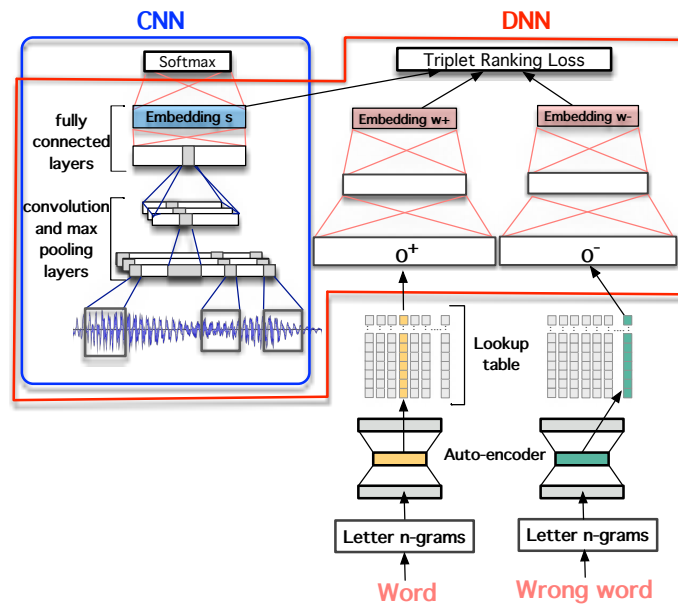 CNN
DNN
Softmax
Triplet Ranking Loss
Embedding s
Embedding w+
Embedding w-
fully
connected
layers
convolution
and max
pooling
layers
O+
O-
Lookup
table
Auto-encoder
Letter n-grams
Letter n-grams
Word
Wrong word